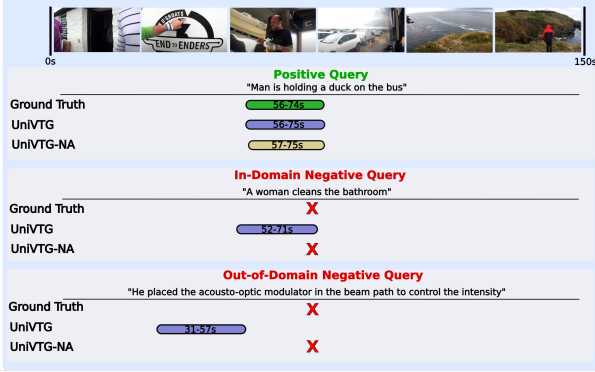 END TO ENDERS
0s
150s
Positive Query
"Man is holding a duck on the bus"
Ground Truth
56-74s
UniVTG
56-75s
UniVTG-NA
57-75s
In-Domain Negative Query
"A woman cleans the bathroom"
Ground Truth
X
UniVTG
52-71s
UniVTG-NA
X
Out-of-Domain Negative Query
"He placed the acousto-optic modulator in the beam path to control the intensity"
Ground Truth
X
UniVTG
31-57s
UniVTG-NA
X